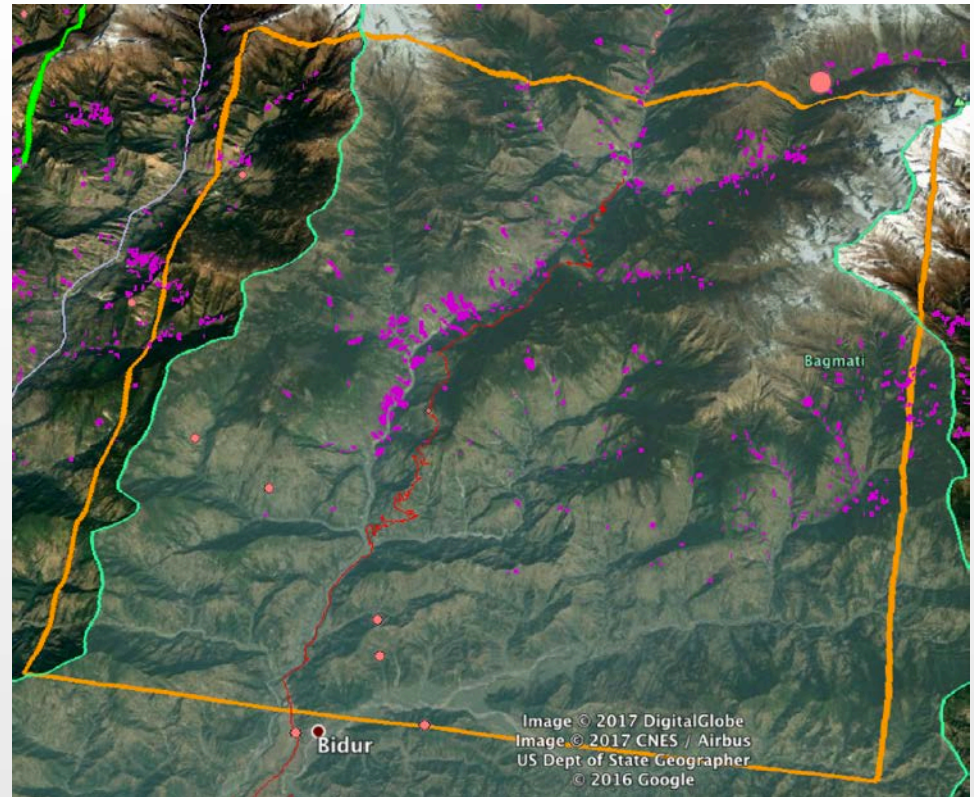 Bagmati
Bidur
Image © 2017 DigitalGlobe
Image © 2017 CNES / Airbus
US Dept of State Geographer
© 2016 Google